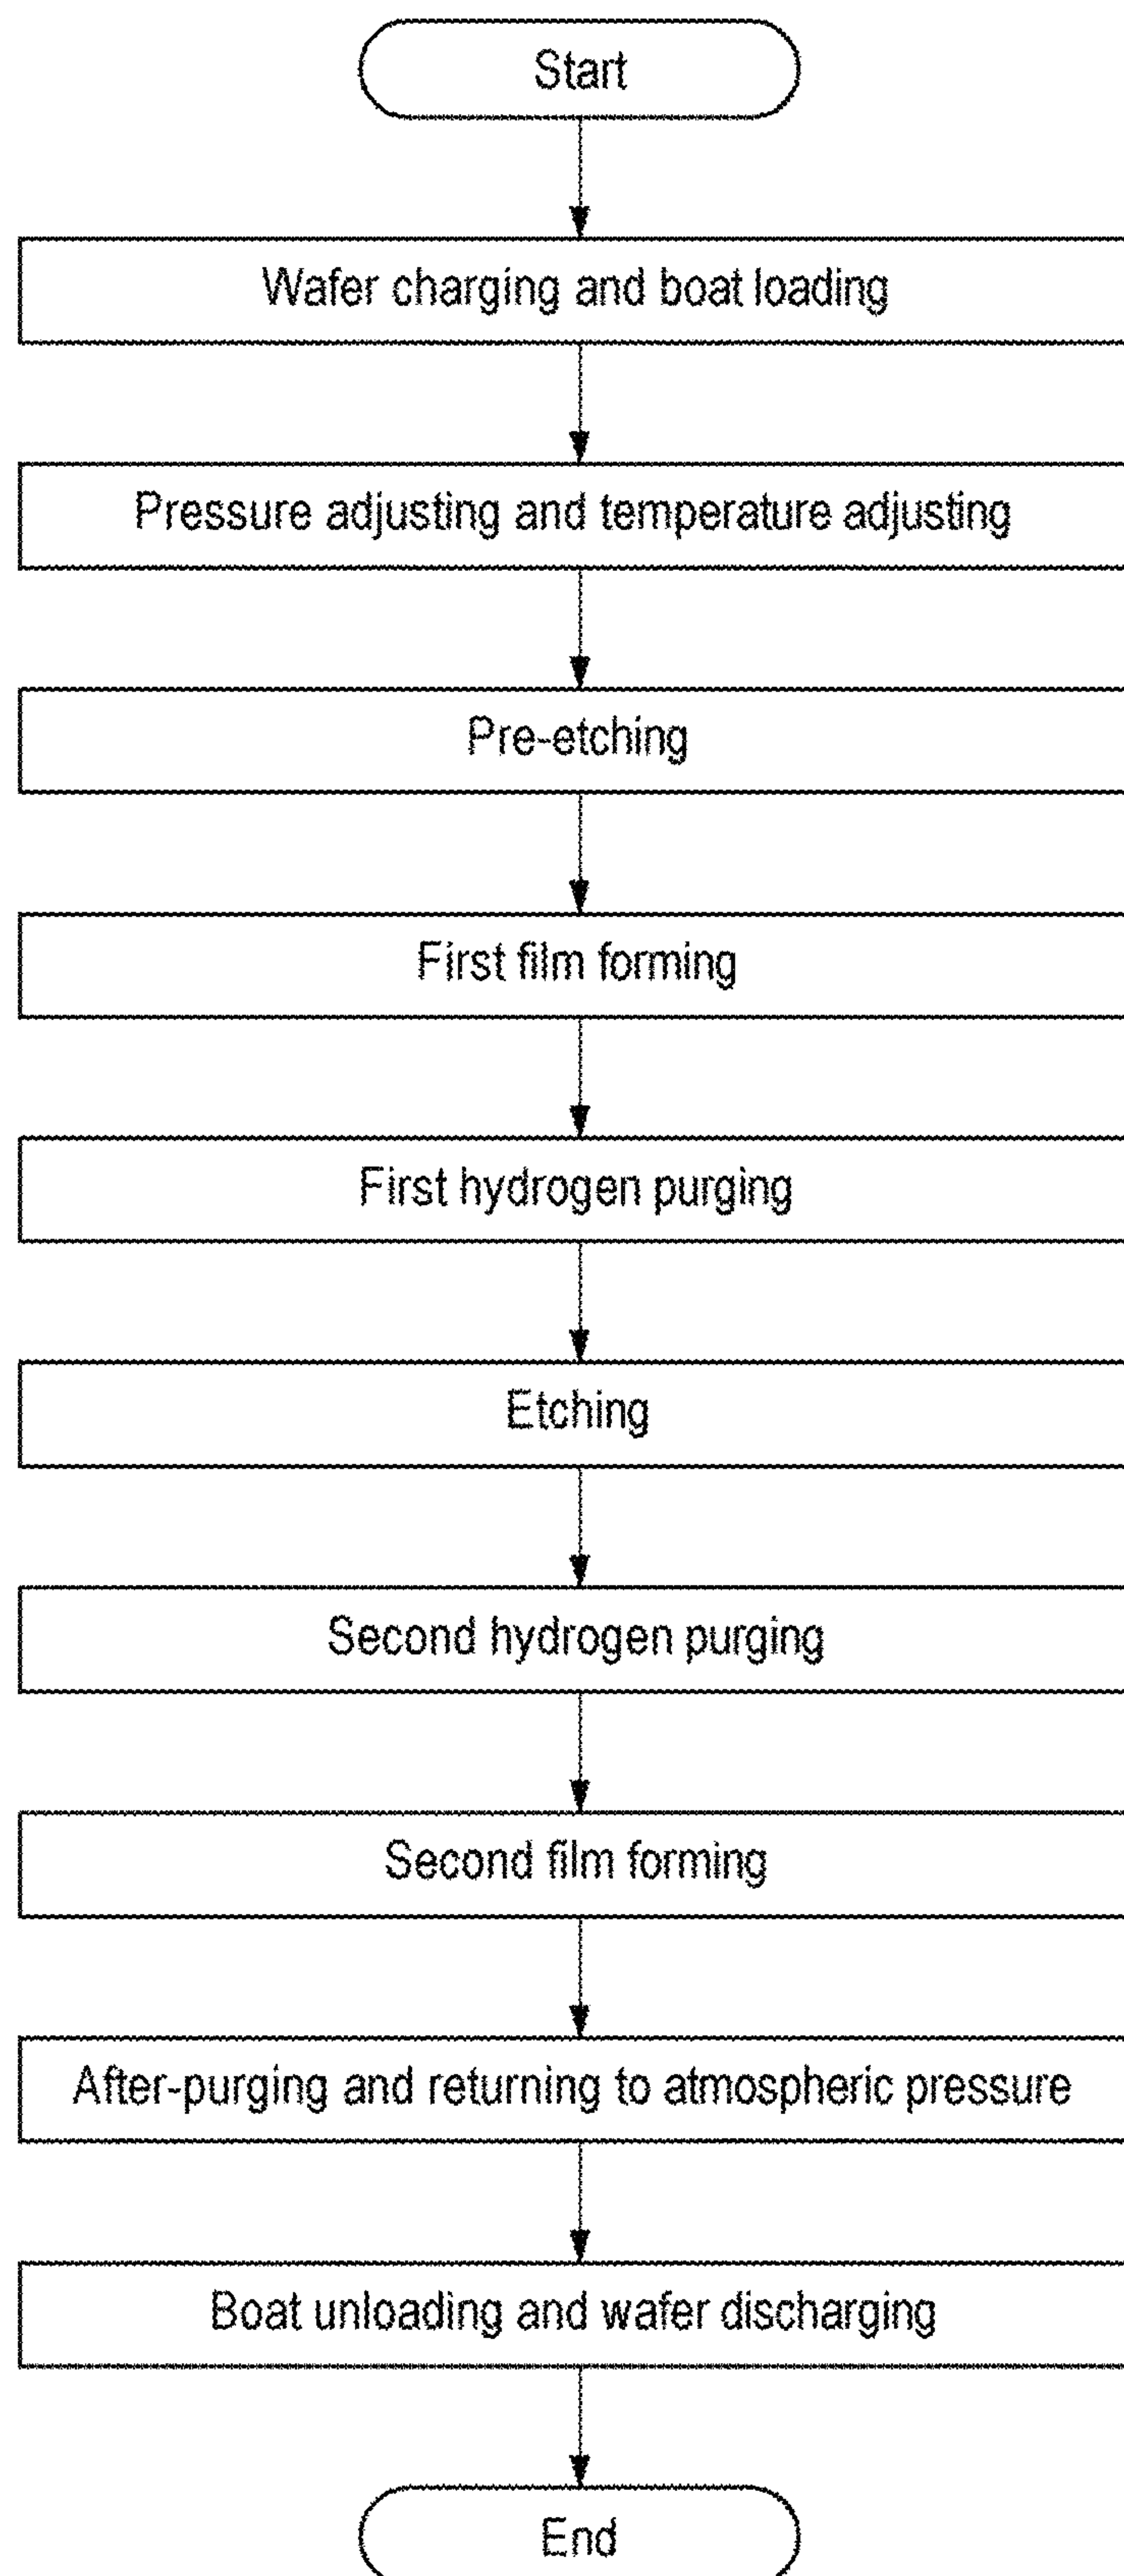 Start
Wafer charging and boat loading
Pressure adjusting and temperature adjusting
Pre-etching
First film forming
First hydrogen purging
Etching
Second hydrogen purging
Second film forming
After-purging and returning to atmospheric pressure
Boat unloading and wafer discharging
End